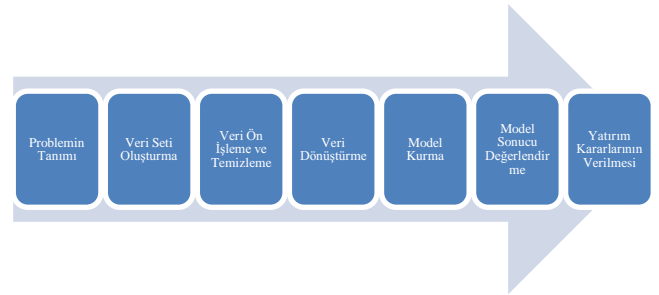 Problemin
Tanımı
Veri Seti
Oluşturma
Veri Ön
İşleme ve
Temizleme
Veri
Dönüştürme
Model
Kurma
Model
Sonucu
Değerlendir
me
Yatırım
Kararlarının
Verilmesi